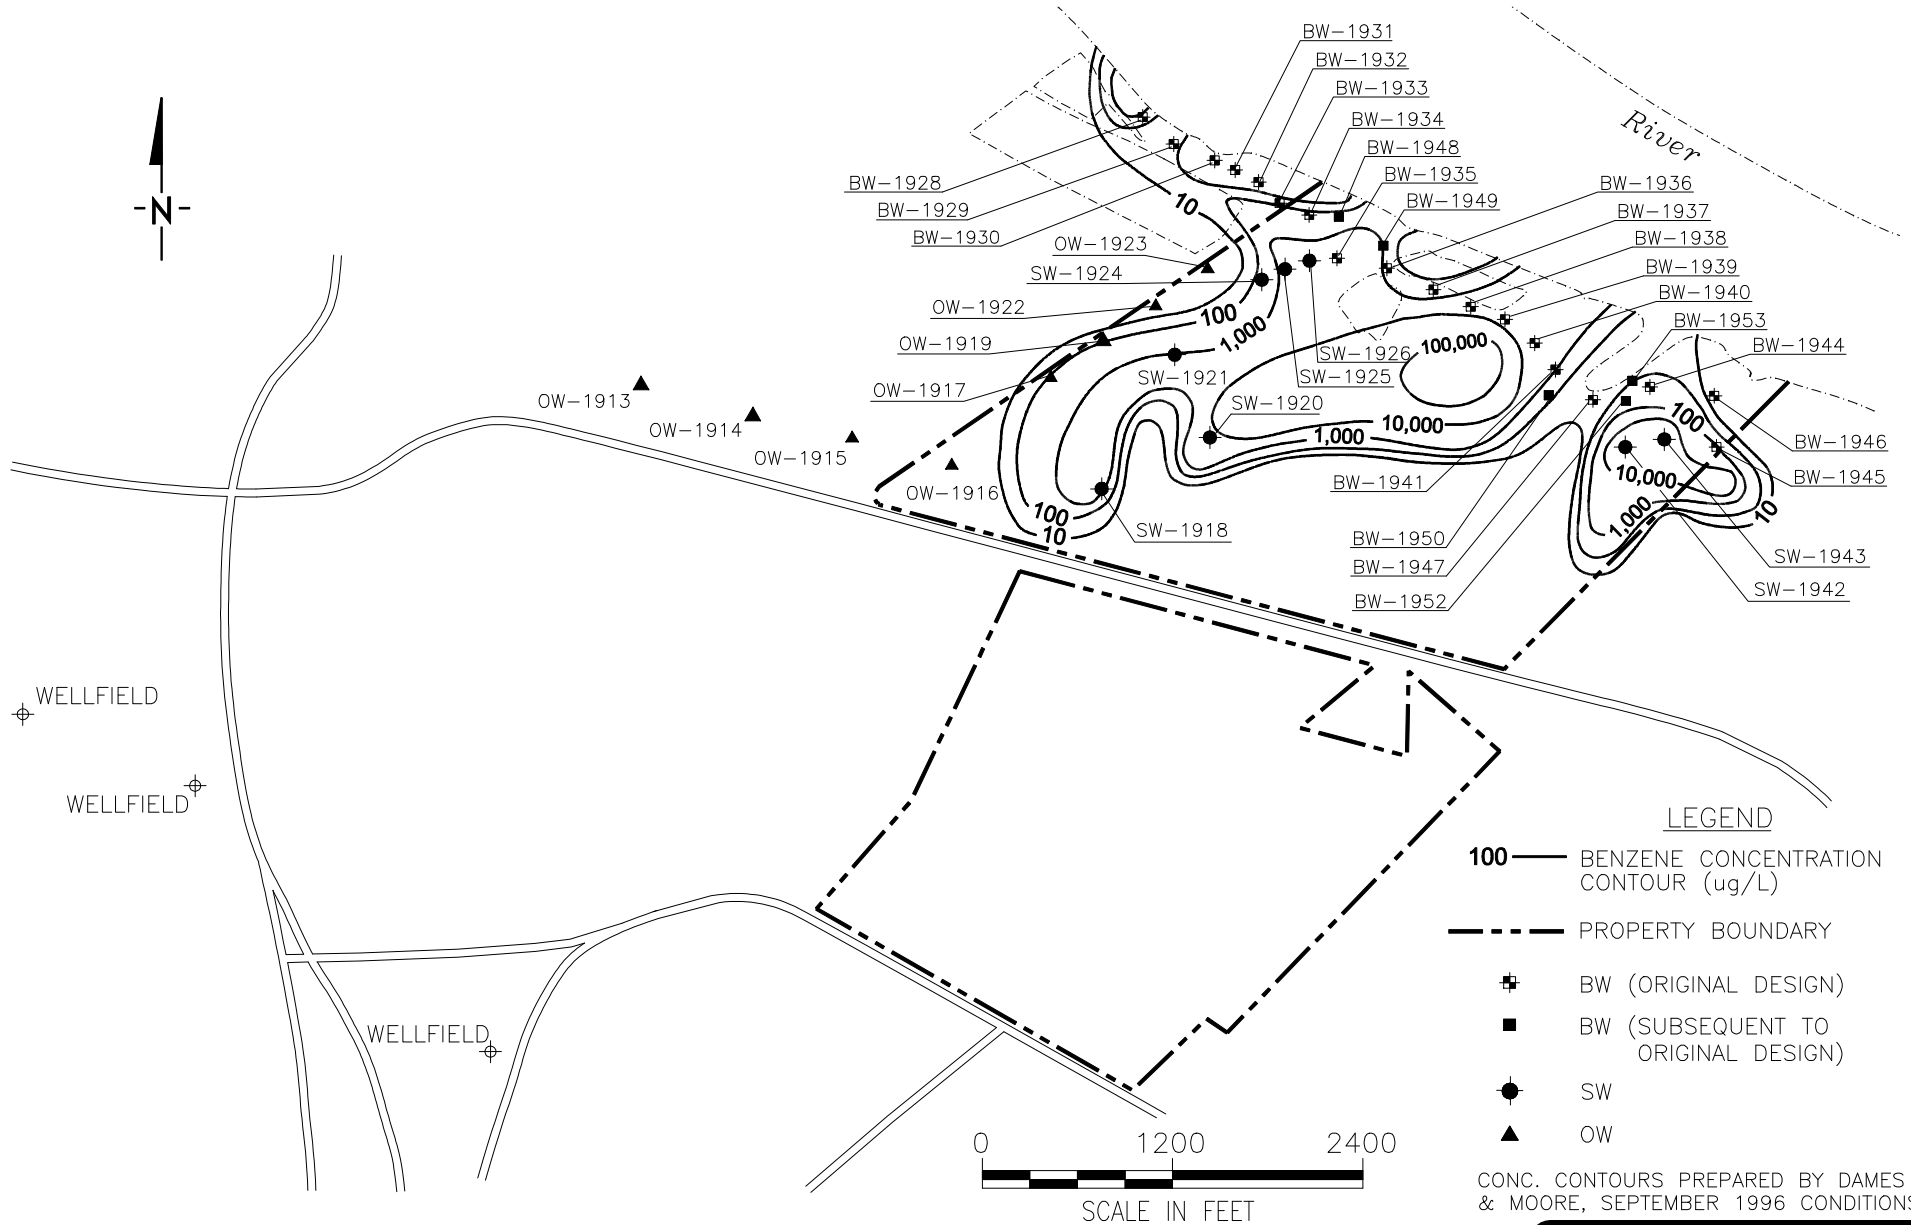 BW-1931
BW-1932
BW-1933
BW-1934
BW-1948
BW-1935
BW-1949
River
BW-1936
BW-1937
BW-1938
BW-1939
BW-1940
BW-1953
BW-1944
BW-1928
BW-1929
BW-1930
10
OW-1923
SW-1924
OW-1922
OW-1919
OW-1917
100
1,000
100,000
SW-1926
SW-1925
SW-1921
SW-1920
10,000
1,000
N
OW-1913
OW-1914
OW-1915
OW-1916
100
10
SW-1918
BW-1941
BW-1950
BW-1947
BW-1952
100
10,000
1,000
10
BW-1946
BW-1945
SW-1943
SW-1942
WELLFIELD
WELLFIELD
WELLFIELD
LEGEND
100
BENZENE CONCENTRATION
CONTOUR (ug/L)
PROPERTY BOUNDARY
BW (ORIGINAL DESIGN)
BW (SUBSEQUENT TO
ORIGINAL DESIGN)
SW
OW
0 1200 2400
SCALE IN FEET
CONC. CONTOURS PREPARED BY DAMES
& MOORE, SEPTEMBER 1996 CONDITIONS